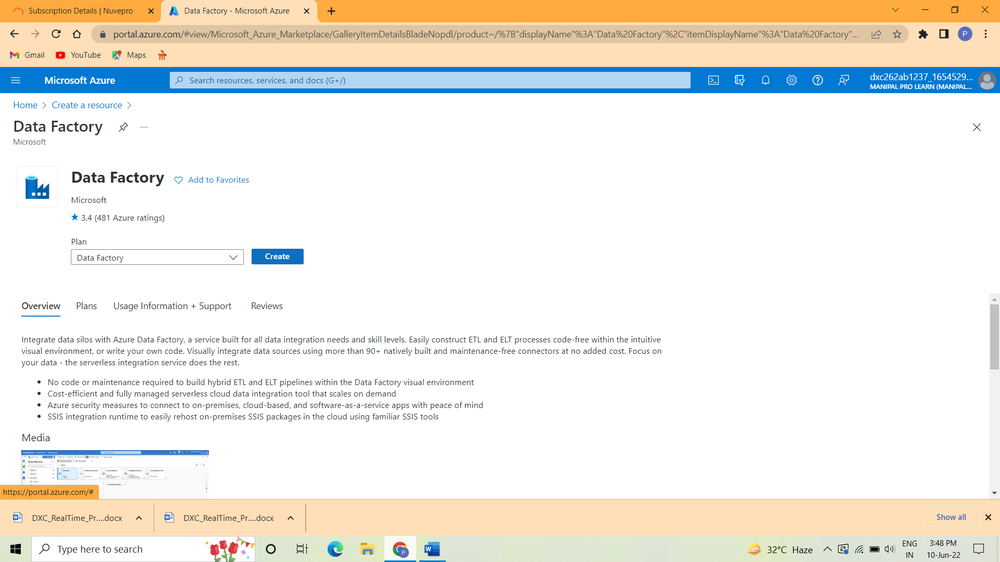 Subscription Details | Nuvepro
Data Factory - Microsoft Azure
portal.azure.com/#view/Microsoft_Azure_Marketplace/GalleryItemDetailsBladeNopdl/product~/%7B"displayName"%3A"Data%20Factory"%2C"itemDisplayName"%3A"Data%20Factory"...
P
Gmail
YouTube
Maps
Microsoft Azure
Search resources, services, and docs (G+/)
dxc262ab1237_1654529...
MANIPAL PRO LEARN (MANIPAL...
Home > Create a resource >
Data Factory
Microsoft
Data Factory
Add to Favorites
Microsoft
3.4 (481 Azure ratings)
Plan
Data Factory
Create
Overview
Plans
Usage Information + Support
Reviews
Integrate data silos with Azure Data Factory, a service built for all data integration needs and skill levels. Easily construct ETL and ELT processes code-free within the intuitive
visual environment, or write your own code. Visually integrate data sources using more than 90+ natively built and maintenance-free connectors at no added cost. Focus on
your data - the serverless integration service does the rest.
• No code or maintenance required to build hybrid ETL and ELT pipelines within the Data Factory visual environment
• Cost-efficient and fully managed serverless cloud data integration tool that scales on demand
• Azure security measures to connect to on-premises, cloud-based, and software-as-a-service apps with peace of mind
• SSIS integration runtime to easily rehost on-premises SSIS packages in the cloud using familiar SSIS tools
Media
https://portal.azure.com/#
DXC_RealTime_Pr....docx
DXC_RealTime_Pr....docx
Show all
Type here to search
32°C Haze
ENG
IN
3:48 PM
10-Jun-22